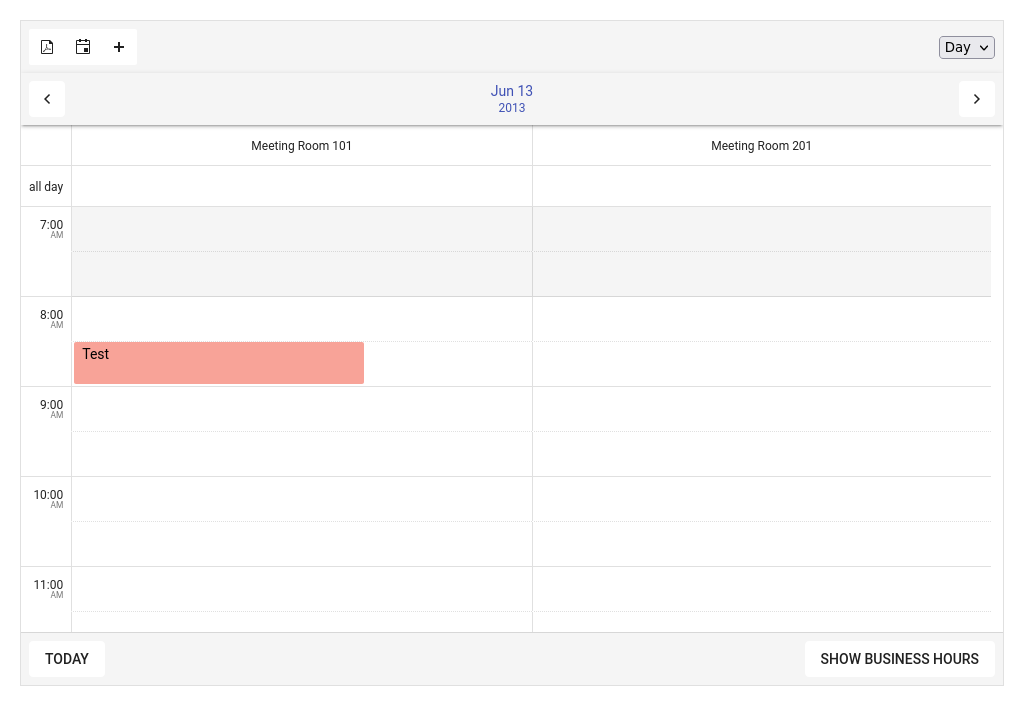 Day
Jun 13
2013
Meeting Room 101
Meeting Room 201
all day
7:00
AM
8:00
AM
Test
9:00
AM
10:00
AM
11:00
AM
TODAY
SHOW BUSINESS HOURS